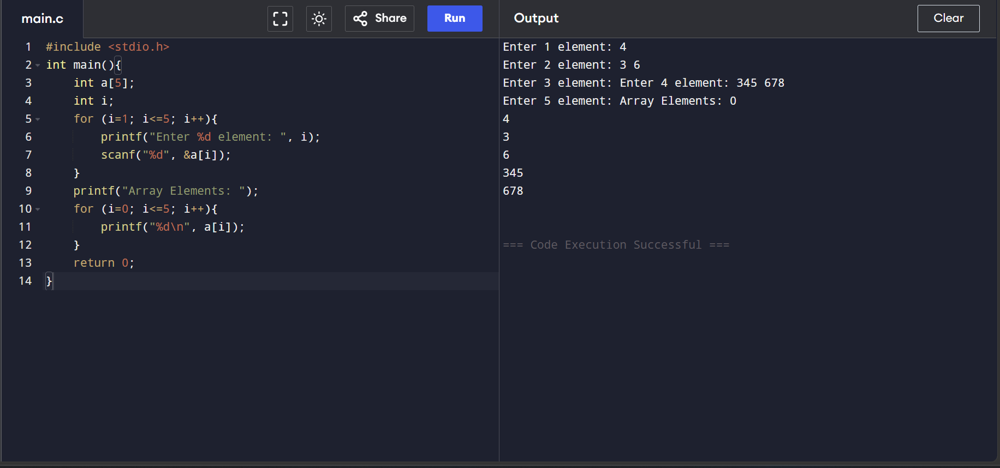 main.c
Share
Run
Output
Clear
1 #include <stdio.h>
2 int main(){
3     int a[5];
4     int i;
5     for (i=1; i<=5; i++){
6         printf("Enter %d element: ", i);
7         scanf("%d", &a[i]);
8     }
9     printf("Array Elements: ");
10     for (i=0; i<=5; i++){
11         printf("%d\n", a[i]);
12     }
13     return 0;
14 }
Enter 1 element: 4
Enter 2 element: 3 6
Enter 3 element: Enter 4 element: 345 678
Enter 5 element: Array Elements: 0
4
3
6
345
678
=== Code Execution Successful ===